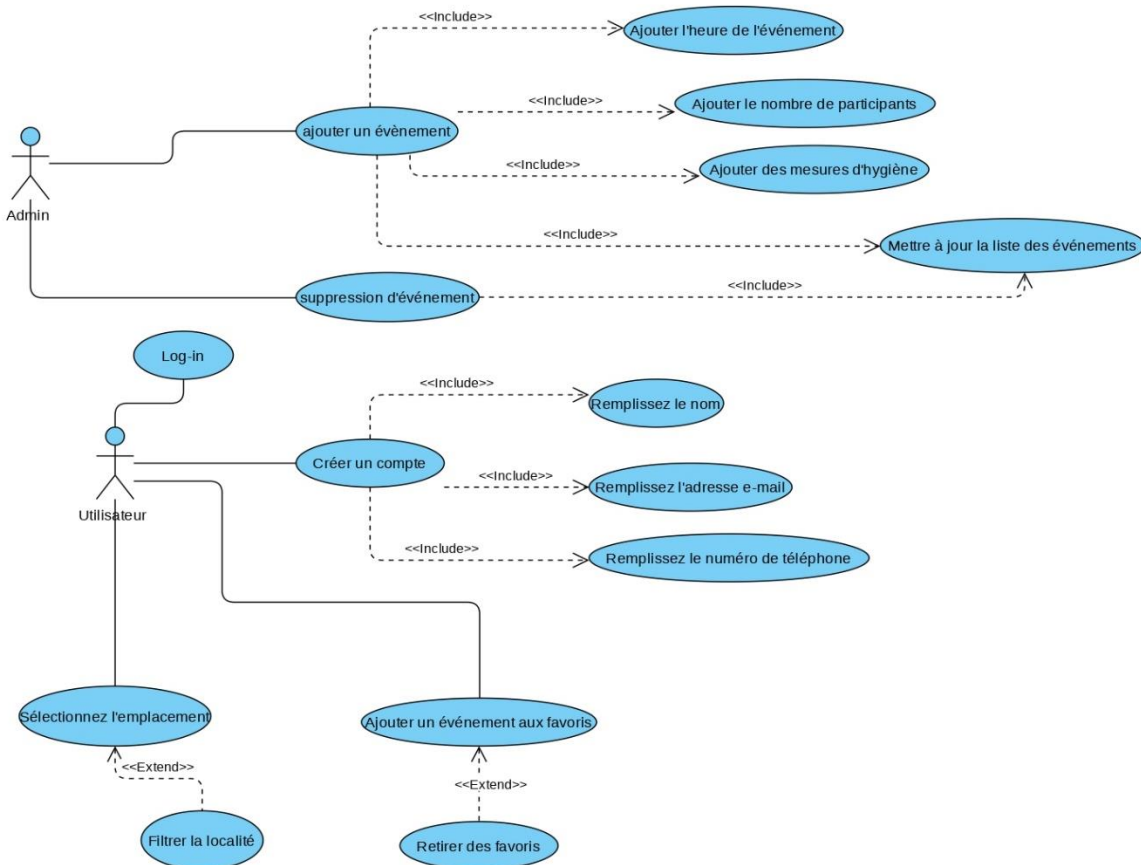 <<Include>>
Ajouter l'heure de l'événement
<<Include>>
Ajouter le nombre de participants
ajouter un évènement
<<Include>>
Ajouter des mesures d'hygiène
Admin
<<Include>>
Mettre à jour la liste des événements
suppression d'événement
<<Include>>
Log-in
<<Include>>
Remplissez le nom
Créer un compte
<<Include>>
Remplissez l'adresse e-mail
Utilisateur
<<Include>>
Remplissez le numéro de téléphone
Sélectionnez l'emplacement
Ajouter un événement aux favoris
<<Extend>>
<<Extend>>
Filtrer la localité
Retirer des favoris